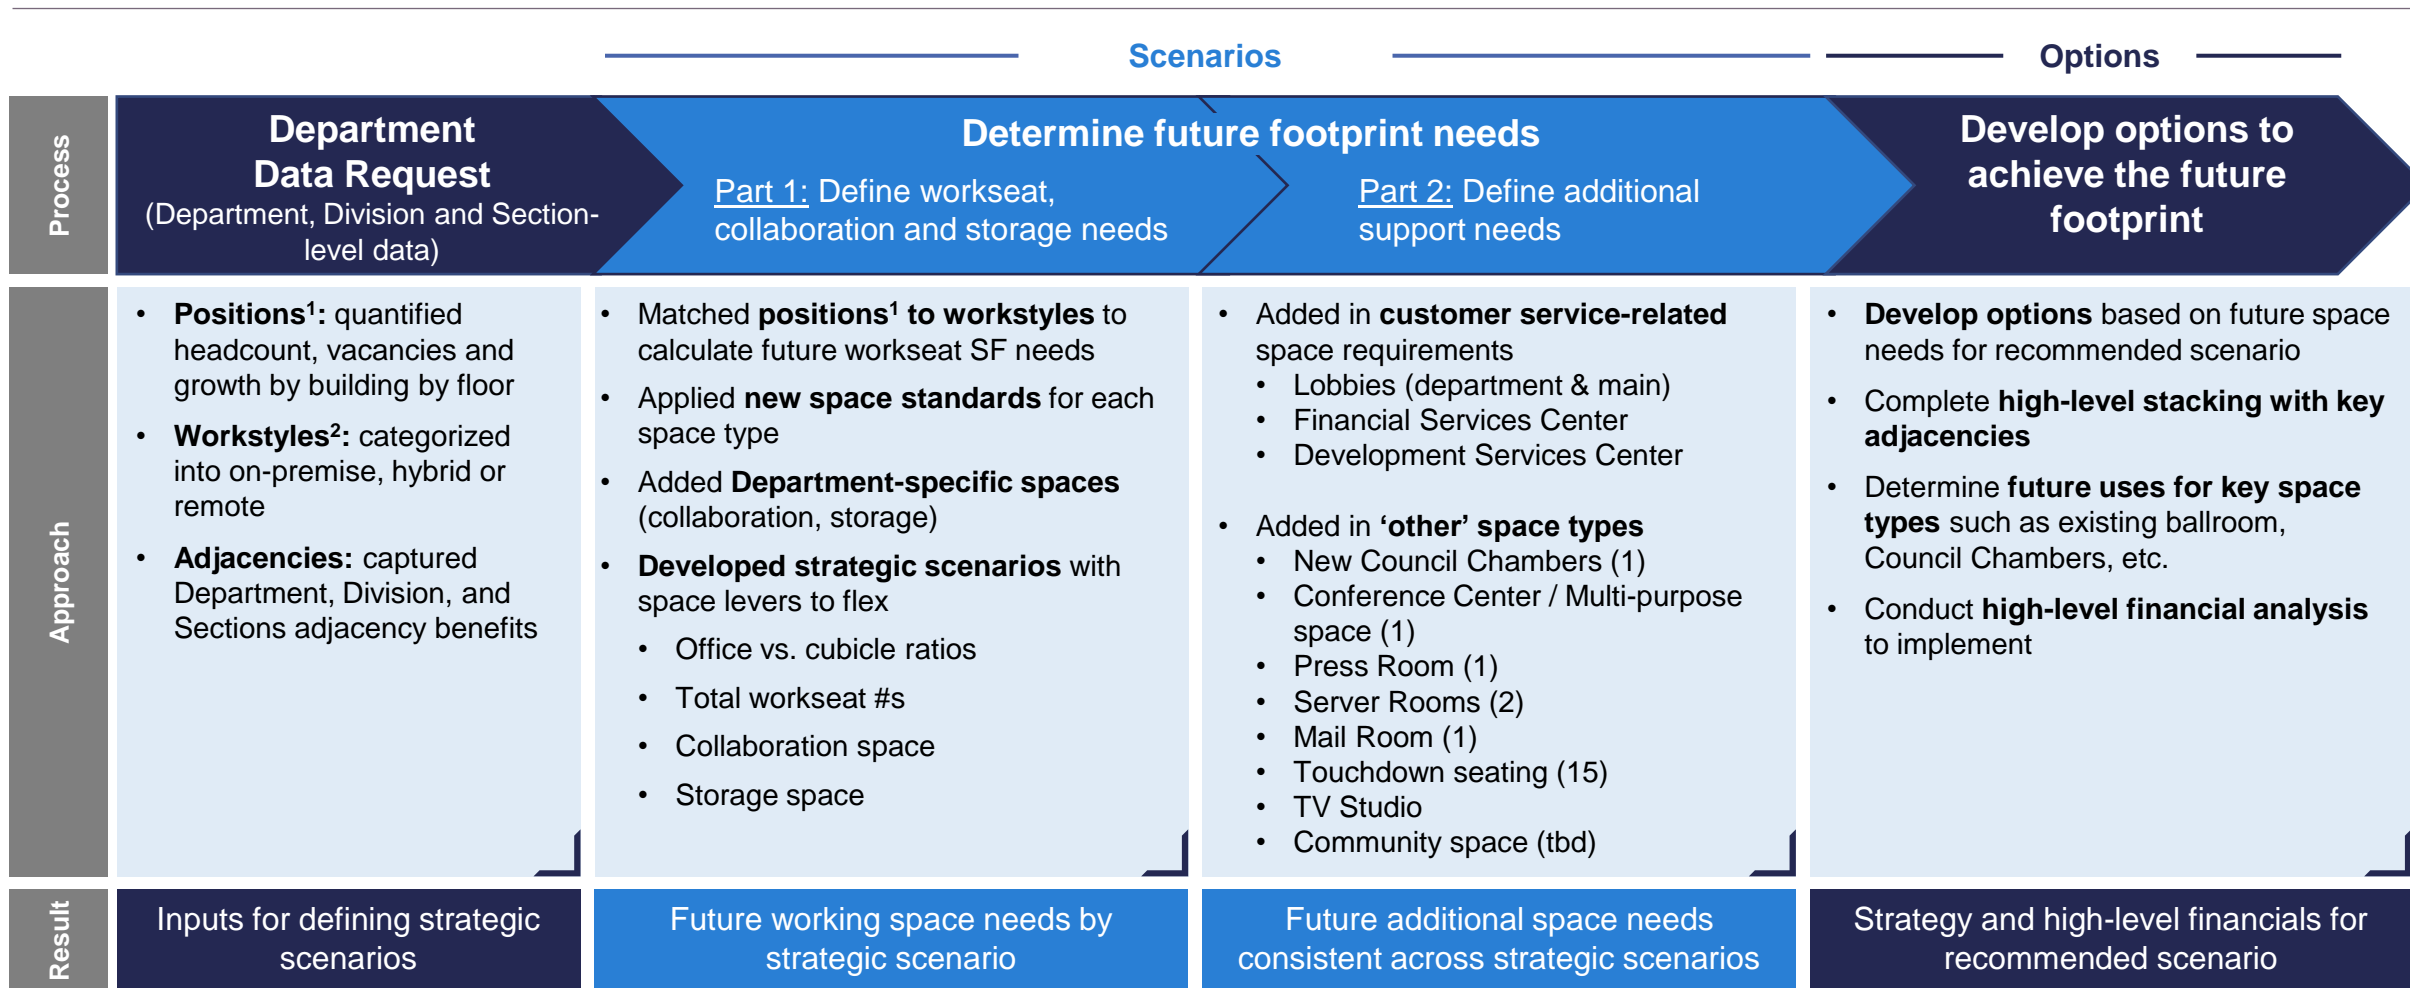 Scenarios
Options
Process
Department
Data Request
(Department, Division and Section-
level data)
Determine future footprint needs
Part 1: Define workseat,
collaboration and storage needs
Part 2: Define additional
support needs
Develop options to
achieve the future
footprint
Approach
• Positions¹: quantified
headcount, vacancies and
growth by building by floor
• Workstyles²: categorized
into on-premise, hybrid or
remote
• Adjacencies: captured
Department, Division, and
Sections adjacency benefits
• Matched positions¹ to workstyles to
calculate future workseat SF needs
• Applied new space standards for each
space type
• Added Department-specific spaces
(collaboration, storage)
• Developed strategic scenarios with
space levers to flex
• Office vs. cubicle ratios
• Total workseat #s
• Collaboration space
• Storage space
• Added in customer service-related
space requirements
• Lobbies (department & main)
• Financial Services Center
• Development Services Center
• Added in ‘other’ space types
• New Council Chambers (1)
• Conference Center / Multi-purpose
space (1)
• Press Room (1)
• Server Rooms (2)
• Mail Room (1)
• Touchdown seating (15)
• TV Studio
• Community space (tbd)
• Develop options based on future space
needs for recommended scenario
• Complete high-level stacking with key
adjacencies
• Determine future uses for key space
types such as existing ballroom,
Council Chambers, etc.
• Conduct high-level financial analysis
to implement
Result
Inputs for defining strategic
scenarios
Future working space needs by
strategic scenario
Future additional space needs
consistent across strategic scenarios
Strategy and high-level financials for
recommended scenario